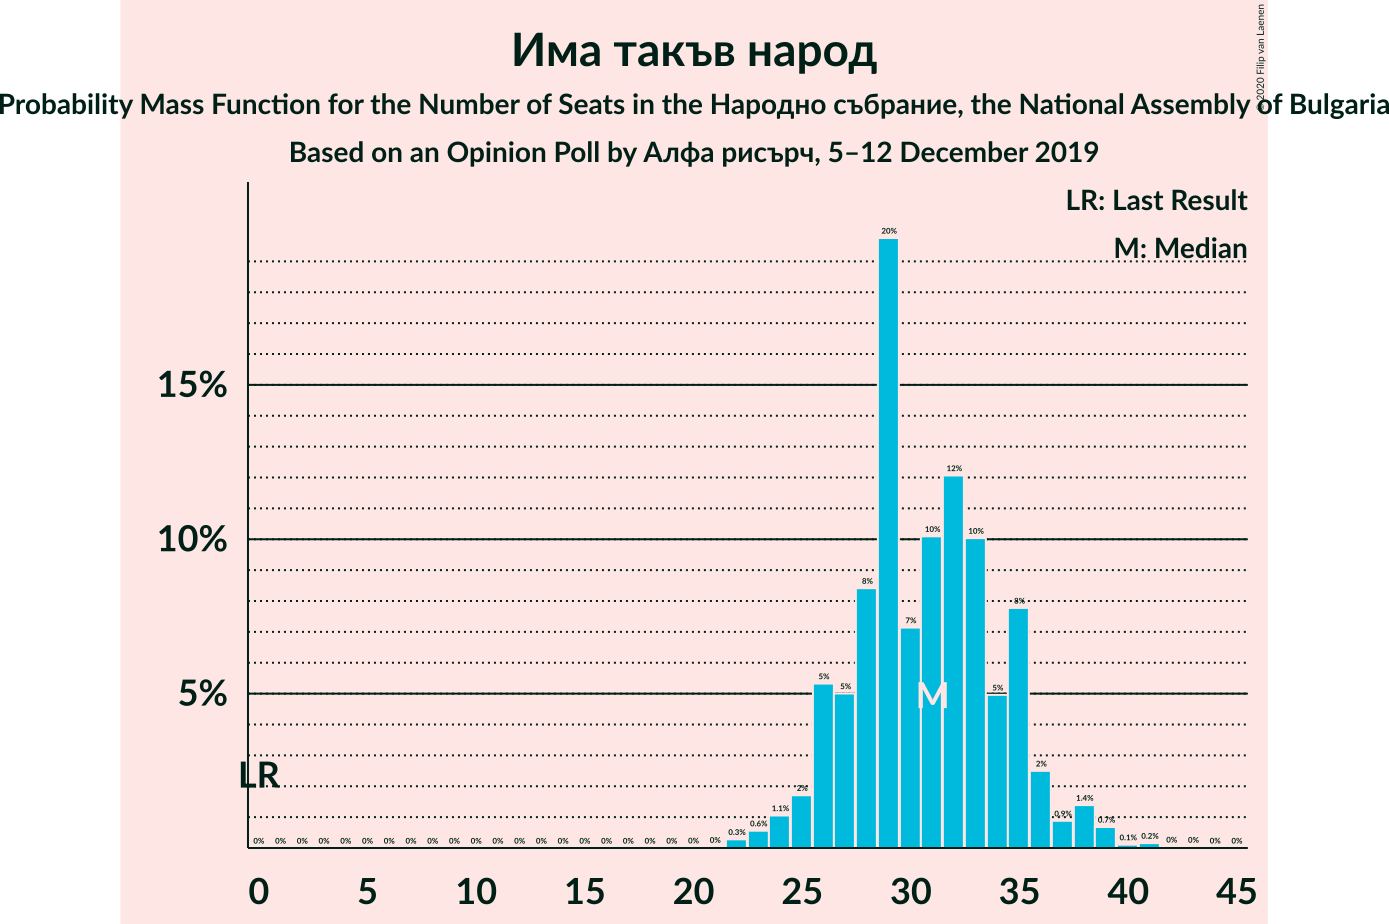 Има такъв народ
Probability Mass Function for the Number of Seats in the Народно събрание, the National Assembly of Bulgaria
Based on an Opinion Poll by Алфа рисърч, 5–12 December 2019
© 2020 Filip van Laenen
LR: Last Result
M: Median
15%
10%
5%
LR
M
0% 0% 0% 0% 0% 0% 0% 0% 0% 0% 0% 0% 0% 0% 0% 0% 0% 0% 0% 0% 0% 0% 0.3% 0.6% 1.1% 2% 5% 5% 8% 20% 7% 10% 12% 10% 5% 8% 2% 0.9% 1.4% 0.7% 0.1% 0.2% 0% 0% 0% 0%
0 5 10 15 20 25 30 35 40 45